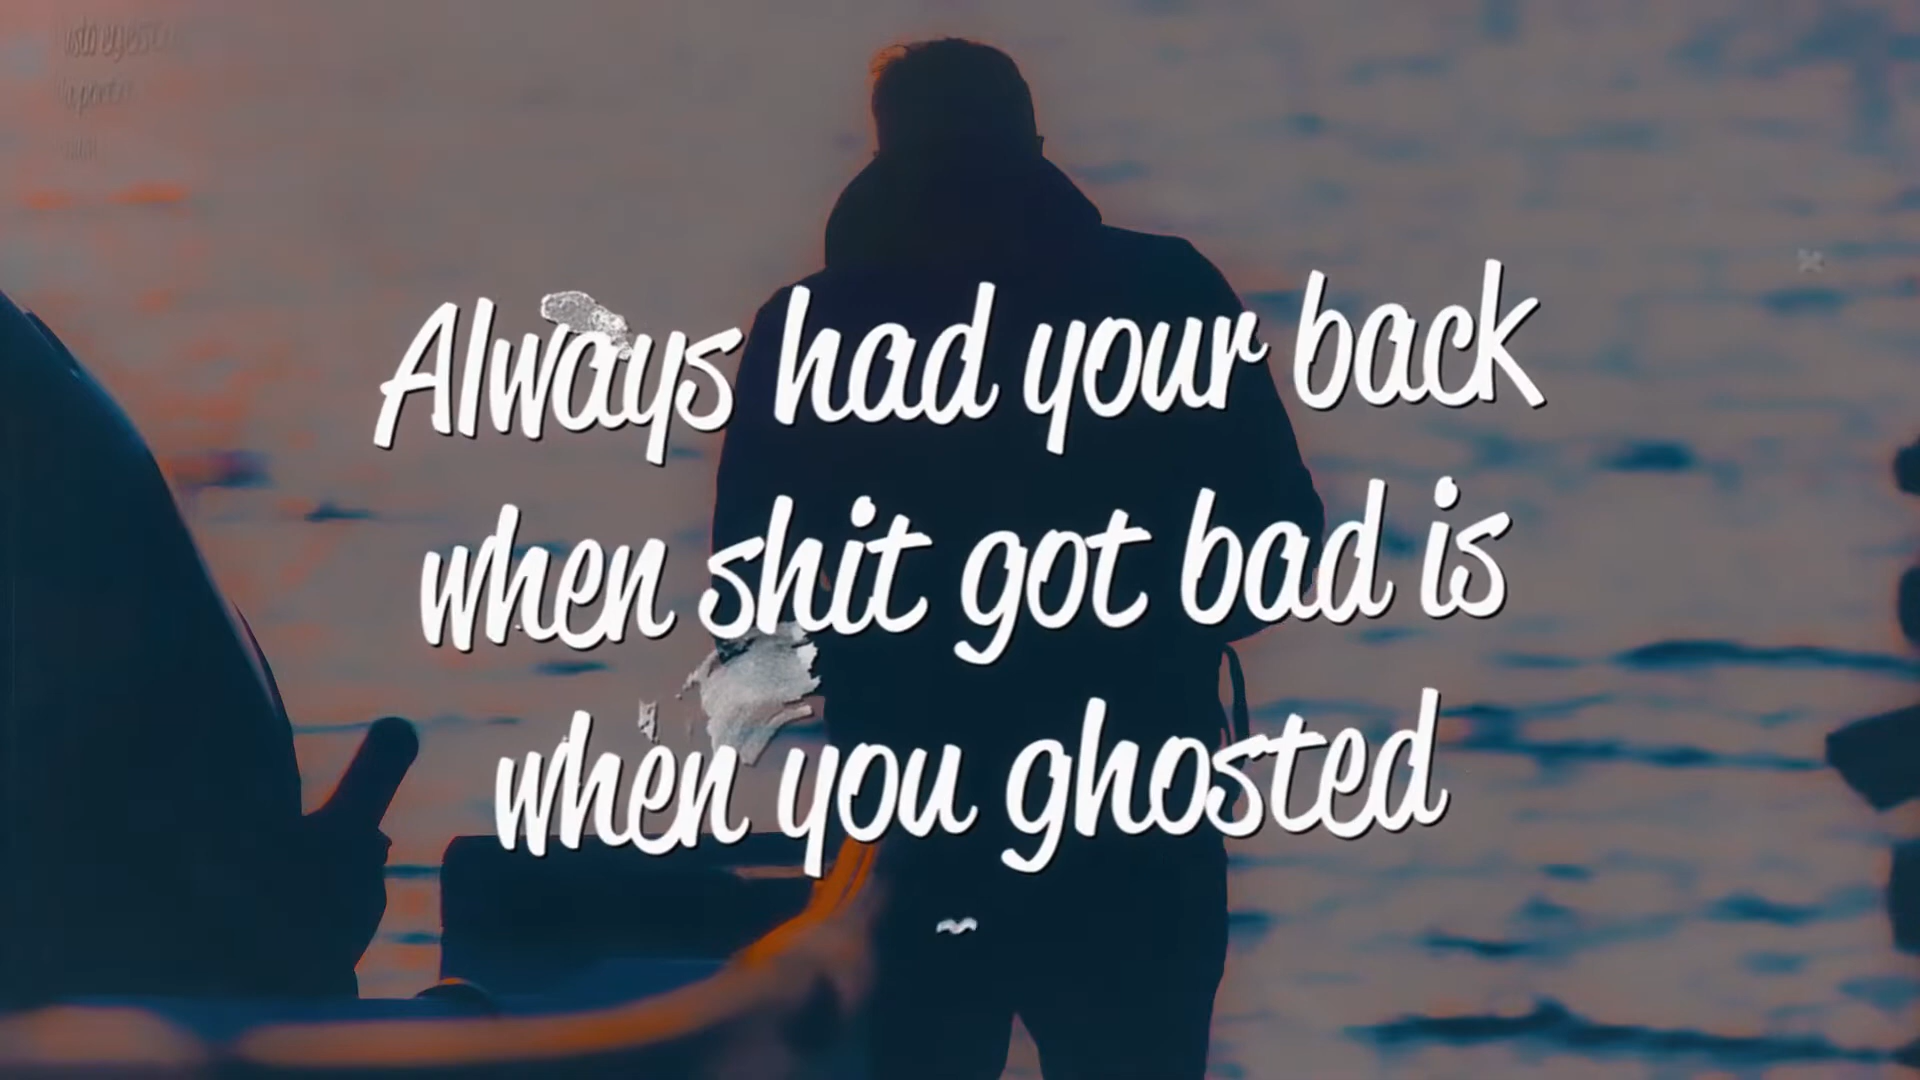 Always had your back
when shit got bad is
when you ghosted